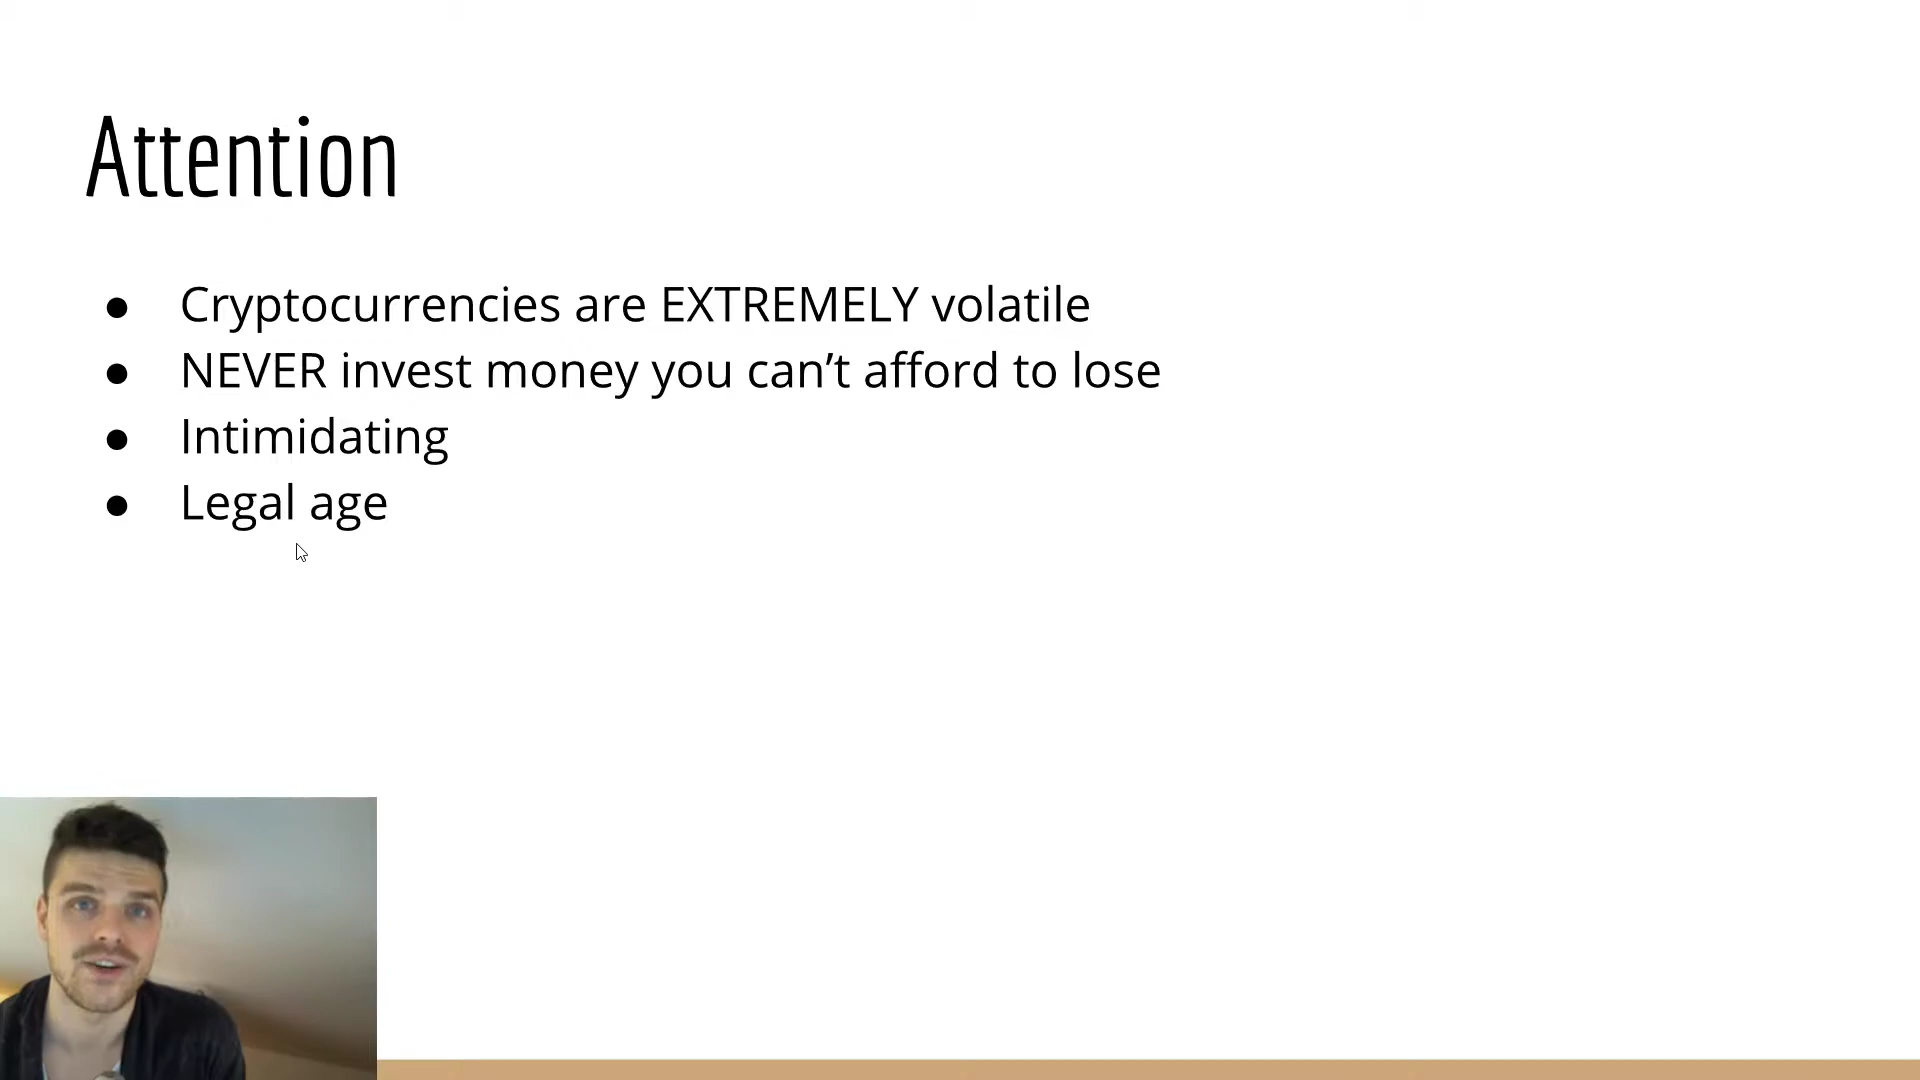 Attention
● Cryptocurrencies are EXTREMELY volatile
● NEVER invest money you can’t afford to lose
● Intimidating
● Legal age